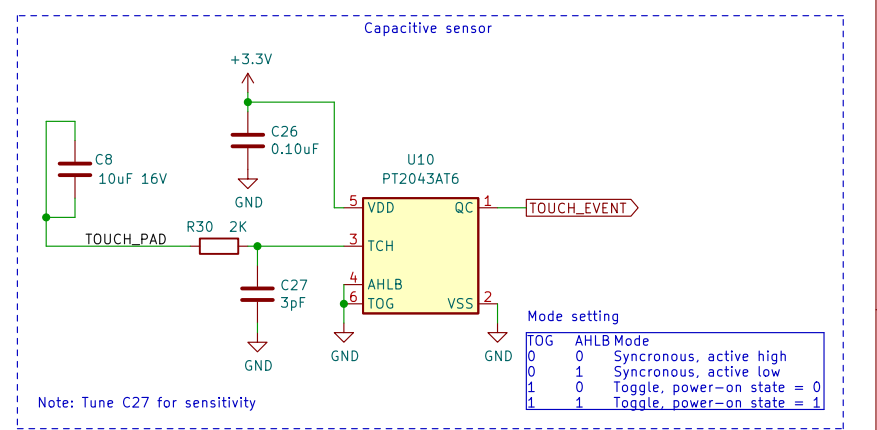 Capacitive sensor
+3.3V
C26
0.10uF
C8
10uF 16V
GND
U10
PT2043AT6
5
VDD
QC
1
TOUCH_EVENT
R30 2K
TOUCH_PAD
3
TCH
C27
3pF
4
AHLB
6
TOG
VSS
2
GND
GND
GND
Mode setting
TOG AHLB Mode
0 0 Syncronous, active high
0 1 Syncronous, active low
1 0 Toggle, power-on state = 0
1 1 Toggle, power-on state = 1
Note: Tune C27 for sensitivity